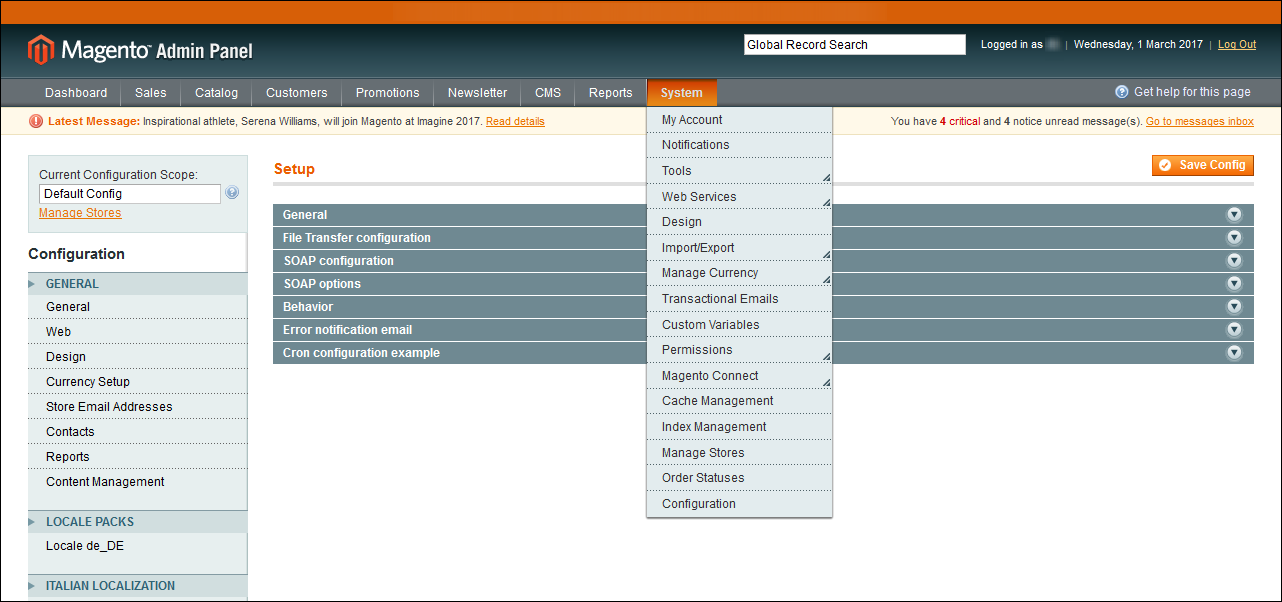 Magento™ Admin Panel
Global Record Search
Logged in as | Wednesday, 1 March 2017 | Log Out
Dashboard Sales Catalog Customers Promotions Newsletter CMS Reports System
Get help for this page
Latest Message: Inspirational athlete, Serena Williams, will join Magento at Imagine 2017. Read details
You have 4 critical and 4 notice unread message(s). Go to messages inbox
Current Configuration Scope:
Default Config
Manage Stores
Configuration
GENERAL
General
Web
Design
Currency Setup
Store Email Addresses
Contacts
Reports
Content Management
LOCALE PACKS
Locale de_DE
ITALIAN LOCALIZATION
Setup
Save Config
General
File Transfer configuration
SOAP configuration
SOAP options
Behavior
Error notification email
Cron configuration example
My Account
Notifications
Tools
Web Services
Design
Import/Export
Manage Currency
Transactional Emails
Custom Variables
Permissions
Magento Connect
Cache Management
Index Management
Manage Stores
Order Statuses
Configuration